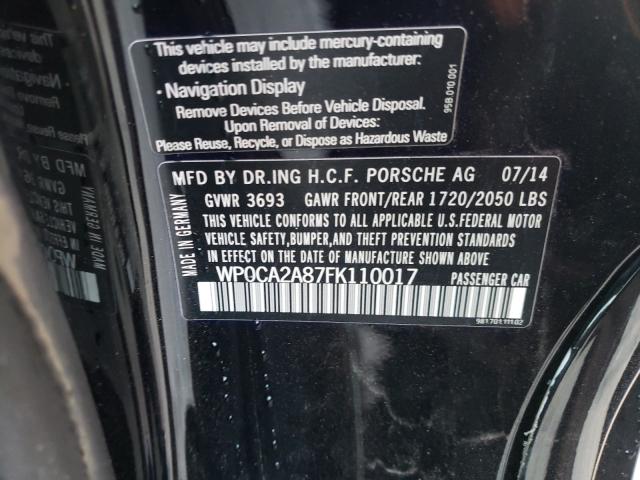 This vehicle may include mercury-containing
devices installed by the manufacturer:
• Navigation Display
Remove Devices Before Vehicle Disposal.
Upon Removal of Devices:
Please Reuse, Recycle, or Dispose as Hazardous Waste
95B.010.001
MFD BY DR.ING H.C.F. PORSCHE AG 07/14
GVWR 3693 GAWR FRONT/REAR 1720/2050 LBS
THIS VEHICLE CONFORMS TO ALL APPLICABLE U.S.FEDERAL MOTOR
VEHICLE SAFETY,BUMPER,AND THEFT PREVENTION STANDARDS
IN EFFECT ON THE DATE OF MANUFACTURE SHOWN ABOVE
WP0CA2A87FK110017 PASSENGER CAR
MADE IN GERMANY
98170111102